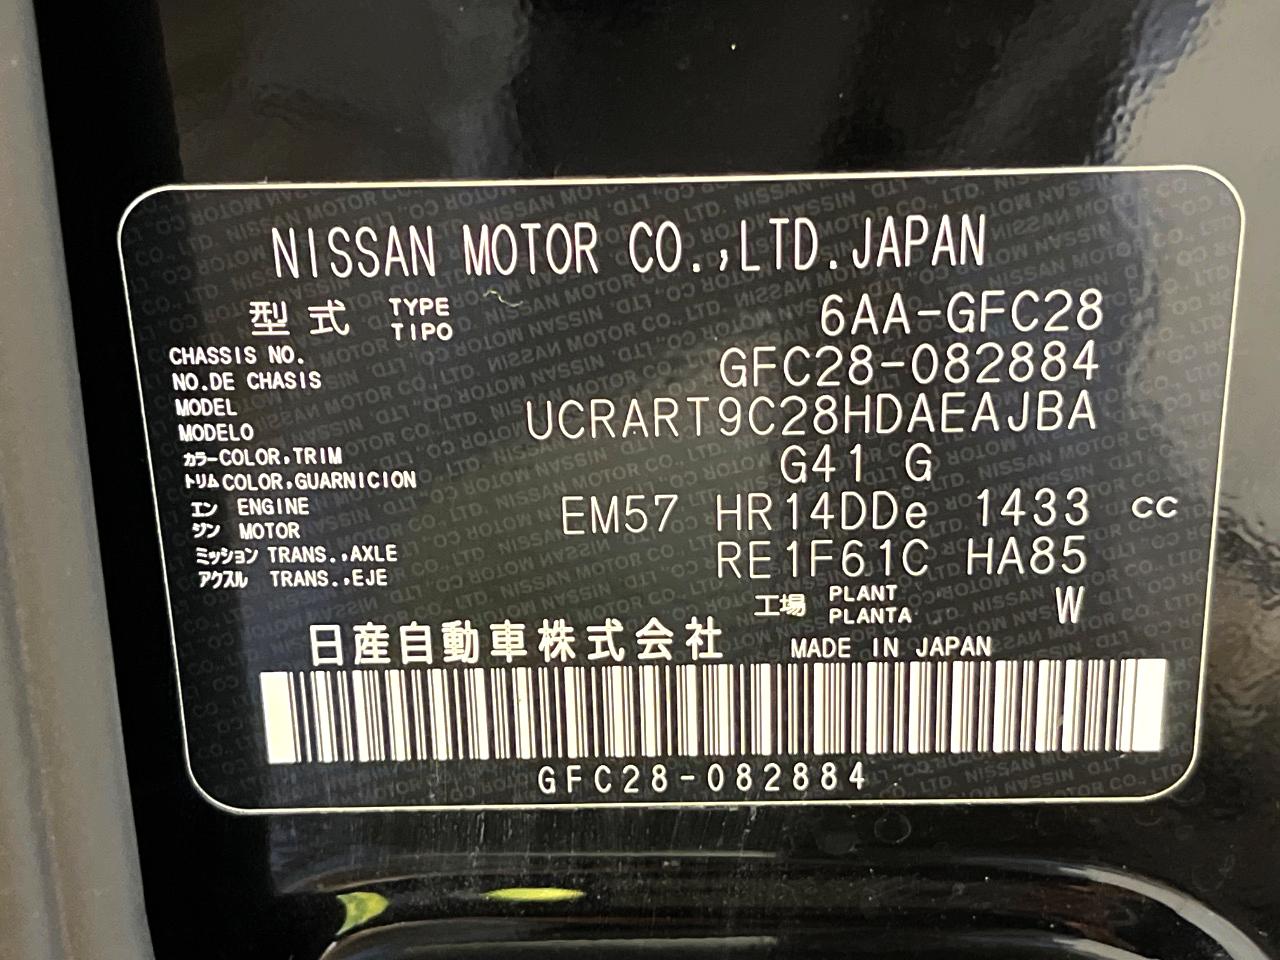 NISSAN MOTOR CO.,LTD.JAPAN
型式 TYPE TIPO 6AA-GFC28
CHASSIS NO. NO.DE CHASIS GFC28-082884
MODEL MODELO UCRART9C28HDAEAJBA
カラー COLOR,TRIM トリム COLOR,GUARNICION G41 G
エンジン ENGINE MOTOR EM57 HR14DDe 1433 cc
ミッション TRANS.,AXLE アクスル TRANS.,EJE RE1F61C HA85
工場 PLANT PLANTA W
日産自動車株式会社 MADE IN JAPAN
GFC28-082884